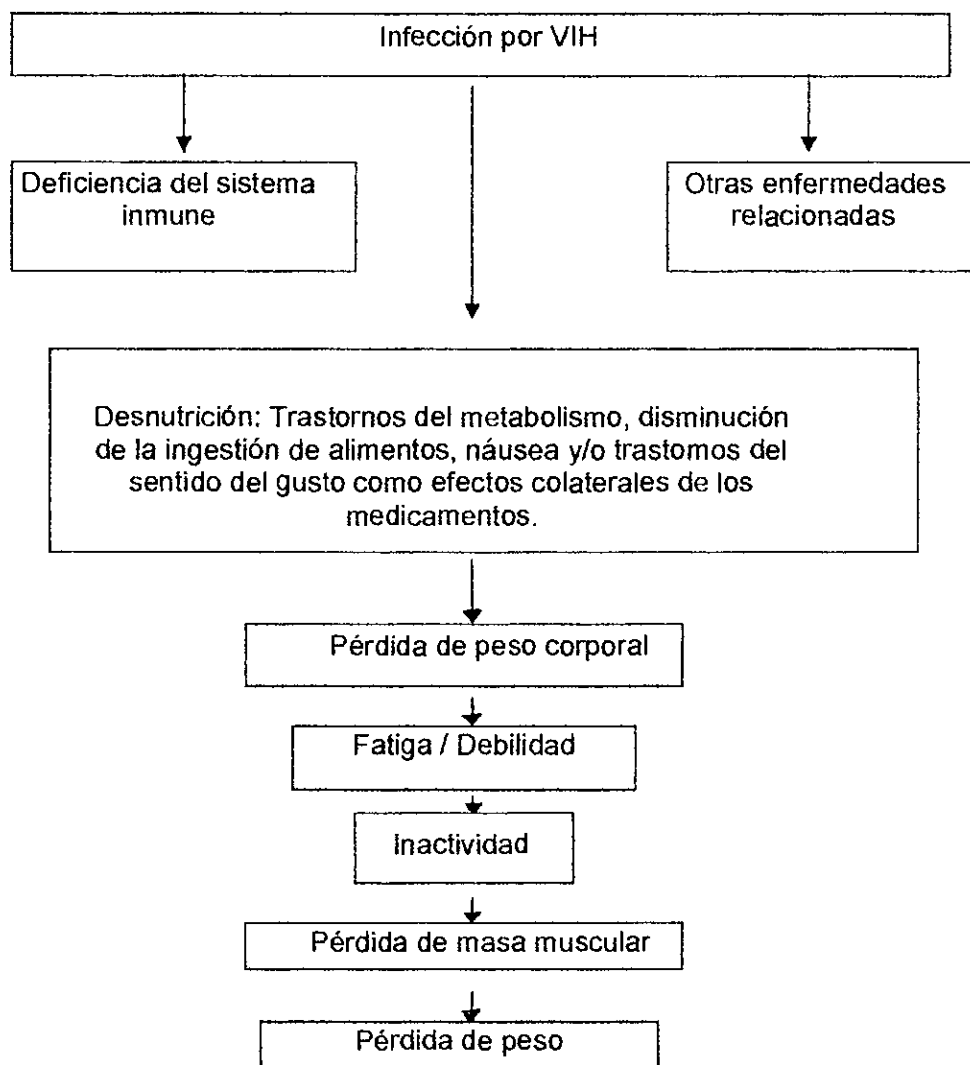 Infección por VIH
Deficiencia del sistema
inmune
Otras enfermedades
relacionadas
Desnutrición: Trastornos del metabolismo, disminución
de la ingestión de alimentos, náusea y/o trastornos del
sentido del gusto como efectos colaterales de los
medicamentos.
Pérdida de peso corporal
Fatiga / Debilidad
Inactividad
Pérdida de masa muscular
Pérdida de peso